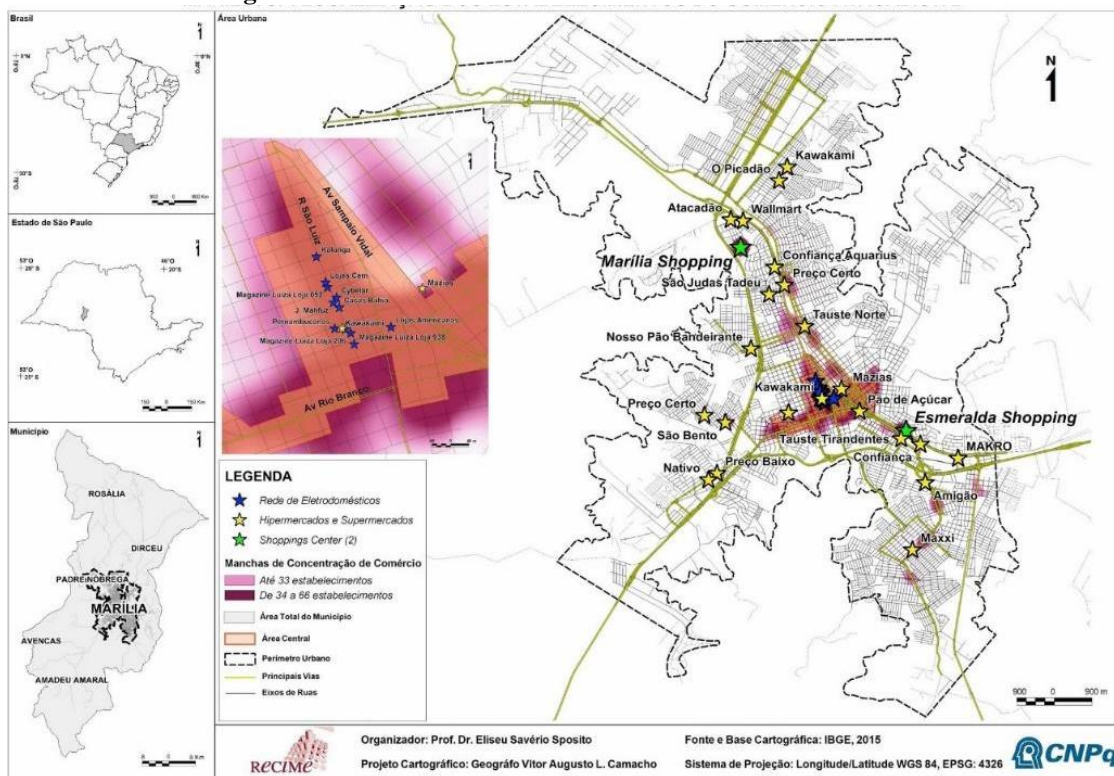 Brasil
N
Área Urbana
N
Estado de São Paulo
N
Município
N
ROSÁLIA
DIRCEU
PADRE NÓBREGA
MARÍLIA
AVENCAS
AMADEU AMARAL
N
Av Sampaio Vidal
R São Luiz
Kalunga
Lojas Cem
Cybelar
Magazine Luiza Loja 052
Casas Bahia
J. Mahfuz
Pernambucanas
Kawakami
Lojas Americanas
Magazine Luiza Loja 206
Magazine Luiza Loja 938
Mazias
Av Rio Branco
LEGENDA
Rede de Eletrodomésticos
Hipermercados e Supermercados
Shoppings Center (2)
Manchas de Concentração de Comércio
Até 33 estabelecimentos
De 34 a 66 estabelecimentos
Área Total do Município
Área Central
Perímetro Urbano
Principais Vias
Eixos de Ruas
Kawakami
O Picadão
Atacadão
Wallmart
Marília Shopping
Confiança Aquarius
Preço Certo
São Judas Tadeu
Tauste Norte
Nosso Pão Bandeirante
Kawakami
Mazias
Pão de Açúcar
Preço Certo
Esmeralda Shopping
São Bento
Tauste Tirandentes
MAKRO
Confiança
Nativo
Preço Baixo
Amigão
Maxxi
900 0 900 m
RECIME
Organizador: Prof. Dr. Eliseu Savério Sposito
Projeto Cartográfico: Geográfo Vitor Augusto L. Camacho
Fonte e Base Cartográfica: IBGE, 2015
Sistema de Projeção: Longitude/Latitude WGS 84, EPSG: 4326
CNPq